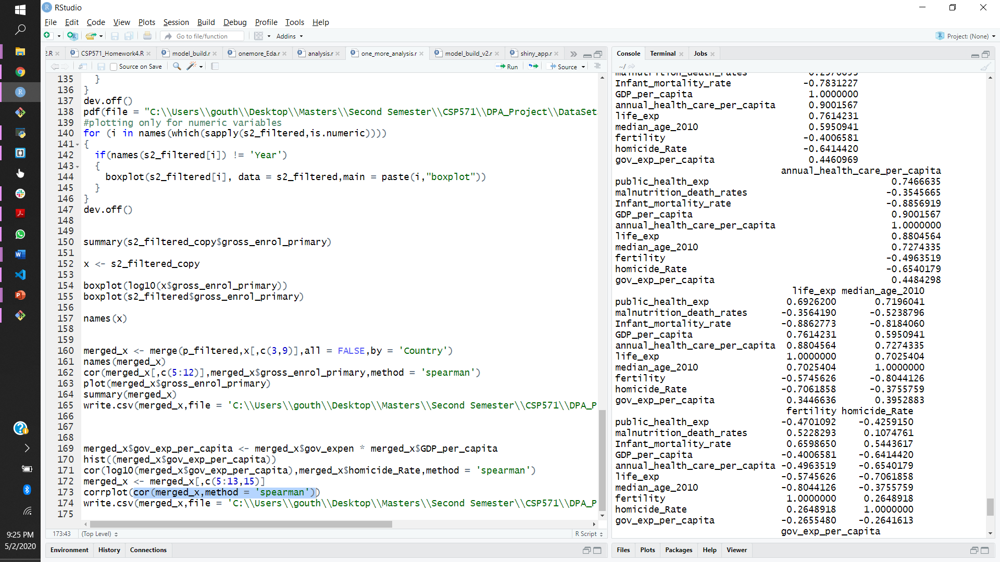 RStudio
File Edit Code View Plots Session Build Debug Profile Tools Help
Go to file/function Addins Project: (None)
2.R CSP571_Homework4.R model_build.r onemore_Eda.r analysis.r one_more_analysis.r model_build_v2.r shiny_app.r
Source on Save Run Source
135 }
136 }
137 dev.off()
138 pdf(file = "C:\\Users\\gouth\\Desktop\\Masters\\Second Semester\\CSP571\\DPA_Project\\DataSet
139 #plotting only for numeric variables
140 for (i in names(which(sapply(s2_filtered,is.numeric))))
141 {
142 if(names(s2_filtered[i]) != 'Year')
143 {
144 boxplot(s2_filtered[i], data = s2_filtered,main = paste(i,"boxplot"))
145 }
146 }
147 dev.off()
148
149
150 summary(s2_filtered_copy$gross_enrol_primary)
151
152 x <- s2_filtered_copy
153
154 boxplot(log10(x$gross_enrol_primary))
155 boxplot(s2_filtered$gross_enrol_primary)
156
157 names(x)
158
159
160 merged_x <- merge(p_filtered,x[,c(3,9)],all = FALSE,by = 'Country')
161 names(merged_x)
162 cor(merged_x[,c(5:12)],merged_x$gross_enrol_primary,method = 'spearman')
163 plot(merged_x$gross_enrol_primary)
164 summary(merged_x)
165 write.csv(merged_x,file = 'C:\\Users\\gouth\\Desktop\\Masters\\Second Semester\\CSP571\\DPA_P
166
167
168
169 merged_x$gov_exp_per_capita <- merged_x$gov_expen * merged_x$GDP_per_capita
170 hist((merged_x$gov_exp_per_capita))
171 cor(log10(merged_x$gov_exp_per_capita),merged_x$homicide_Rate,method = 'spearman')
172 merged_x <- merged_x[,c(5:13,15)]
173 corrplot(cor(merged_x,method = 'spearman'))
174 write.csv(merged_x,file = 'C:\\Users\\gouth\\Desktop\\Masters\\Second Semester\\CSP571\\DPA_P
175
173:43 (Top Level) R Script
Environment History Connections
Console Terminal Jobs
~/
malnutrition_death_rates 0.2976695
Infant_mortality_rate -0.7831227
GDP_per_capita 1.0000000
annual_health_care_per_capita 0.9001567
life_exp 0.7614231
median_age_2010 0.5950941
fertility -0.4006581
homicide_Rate -0.6414420
gov_exp_per_capita 0.4460969
annual_health_care_per_capita
public_health_exp 0.7466635
malnutrition_death_rates -0.3545665
Infant_mortality_rate -0.8856919
GDP_per_capita 0.9001567
annual_health_care_per_capita 1.0000000
life_exp 0.8804564
median_age_2010 0.7274335
fertility -0.4963519
homicide_Rate -0.6540179
gov_exp_per_capita 0.4484298
life_exp median_age_2010
public_health_exp 0.6926200 0.7196041
malnutrition_death_rates -0.3564190 -0.5238796
Infant_mortality_rate -0.8862773 -0.8184060
GDP_per_capita 0.7614231 0.5950941
annual_health_care_per_capita 0.8804564 0.7274335
life_exp 1.0000000 0.7025404
median_age_2010 0.7025404 1.0000000
fertility -0.5745626 -0.8044126
homicide_Rate -0.7061858 -0.3755759
gov_exp_per_capita 0.3446636 0.3952883
fertility homicide_Rate
public_health_exp -0.4701092 -0.4259150
malnutrition_death_rates 0.5228293 0.1074761
Infant_mortality_rate 0.6598650 0.5443617
GDP_per_capita -0.4006581 -0.6414420
annual_health_care_per_capita -0.4963519 -0.6540179
life_exp -0.5745626 -0.7061858
median_age_2010 -0.8044126 -0.3755759
fertility 1.0000000 0.2648918
homicide_Rate 0.2648918 1.0000000
gov_exp_per_capita -0.2655480 -0.2641613
gov_exp_per_capita
Files Plots Packages Help Viewer
9:25 PM
5/2/2020